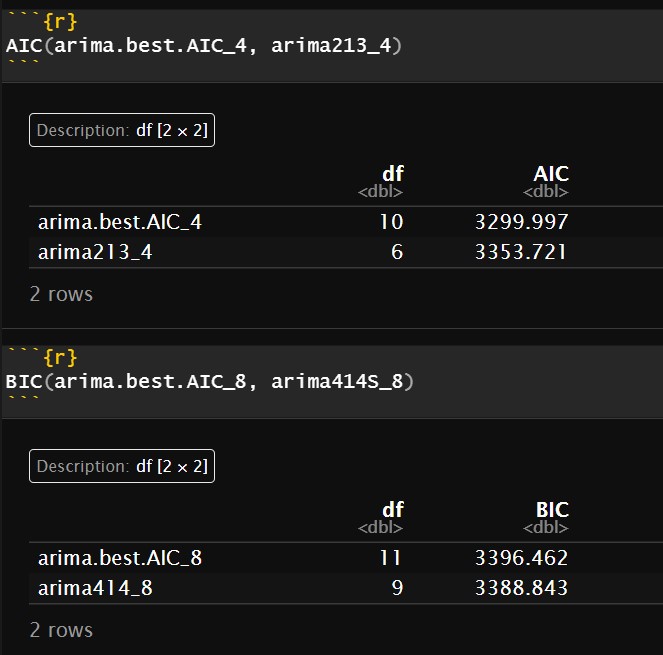 ```{r}
AIC(arima.best.AIC_4, arima213_4)
```
Description: df [2 × 2]
df AIC
<dbl> <dbl>
arima.best.AIC_4 10 3299.997
arima213_4 6 3353.721
2 rows
```{r}
BIC(arima.best.AIC_8, arima414S_8)
```
Description: df [2 × 2]
df BIC
<dbl> <dbl>
arima.best.AIC_8 11 3396.462
arima414_8 9 3388.843
2 rows